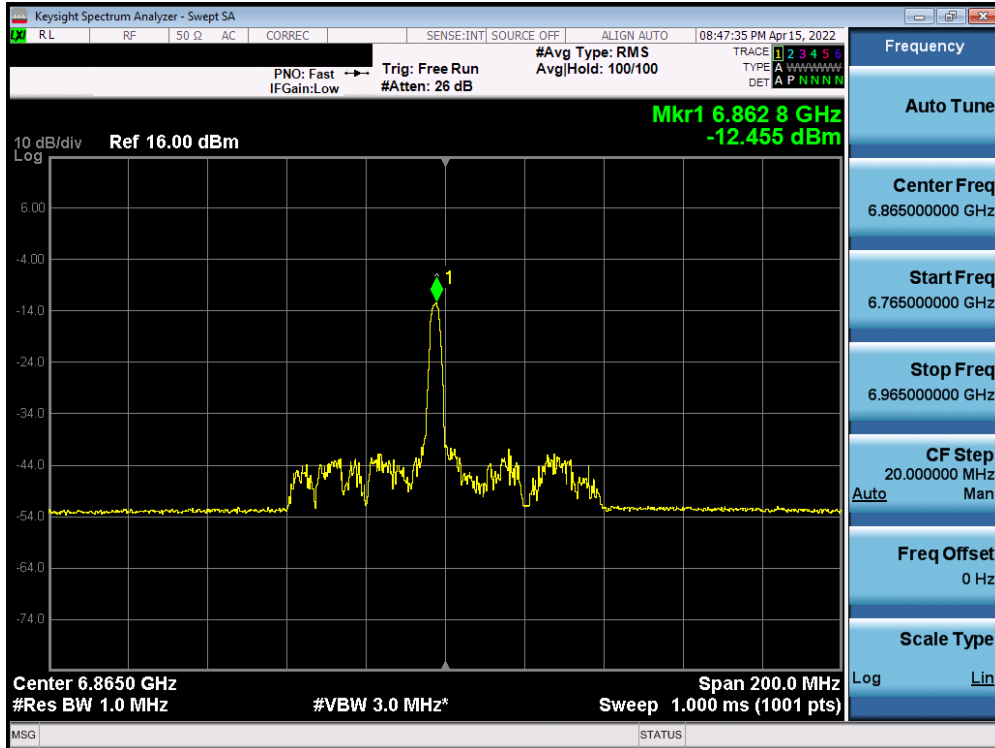 Keysight Spectrum Analyzer - Swept SA
LXI RL RF 50 Ω AC CORREC SENSE:INT SOURCE OFF ALIGN AUTO 08:47:35 PM Apr 15, 2022
#Avg Type: RMS TRACE 1 2 3 4 5 6
PNO: Fast Trig: Free Run Avg|Hold: 100/100 TYPE A WWWWW
IFGain:Low #Atten: 26 dB DET A P N N N N
Mkr1 6.862 8 GHz
-12.455 dBm
10 dB/div Ref 16.00 dBm
Log
6.00
-4.00
-14.0
-24.0
-34.0
-44.0
-54.0
-64.0
-74.0
1
Center 6.8650 GHz Span 200.0 MHz
#Res BW 1.0 MHz #VBW 3.0 MHz* Sweep 1.000 ms (1001 pts)
MSG STATUS
Frequency
Auto Tune
Center Freq
6.865000000 GHz
Start Freq
6.765000000 GHz
Stop Freq
6.965000000 GHz
CF Step
20.000000 MHz
Auto Man
Freq Offset
0 Hz
Scale Type
Log Lin